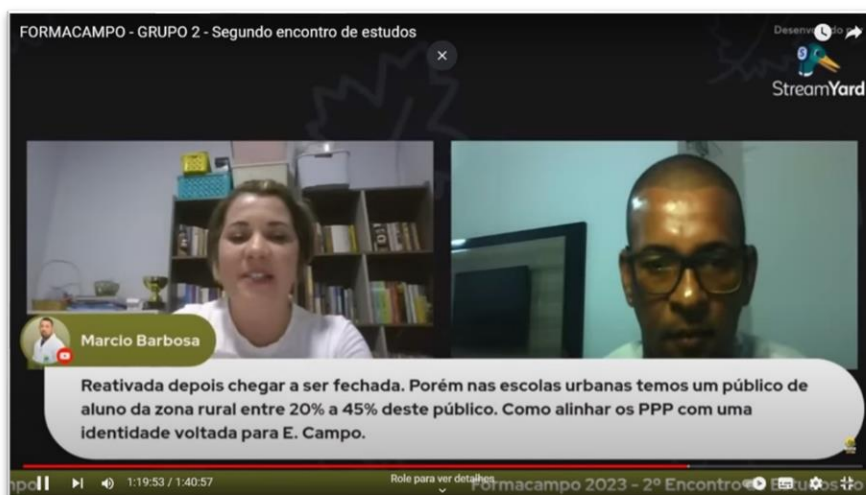 FORMACAMPO - GRUPO 2 - Segundo encontro de estudos
StreamYard
Marcio Barbosa
Reativada depois chegar a ser fechada. Porém nas escolas urbanas temos um público de
aluno da zona rural entre 20% a 45% deste público. Como alinhar os PPP com uma
identidade voltada para E. Campo.
1:19:53 / 1:40:57
Role para ver detalhes
Formacampo 2023 - 2º Encontro